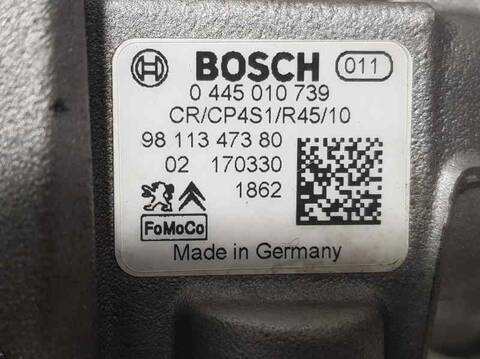 BOSCH 011
0 445 010 739
CR/CP4S1/R45/10
98 113 473 80
02 170330
1862
FoMoCo
Made in Germany